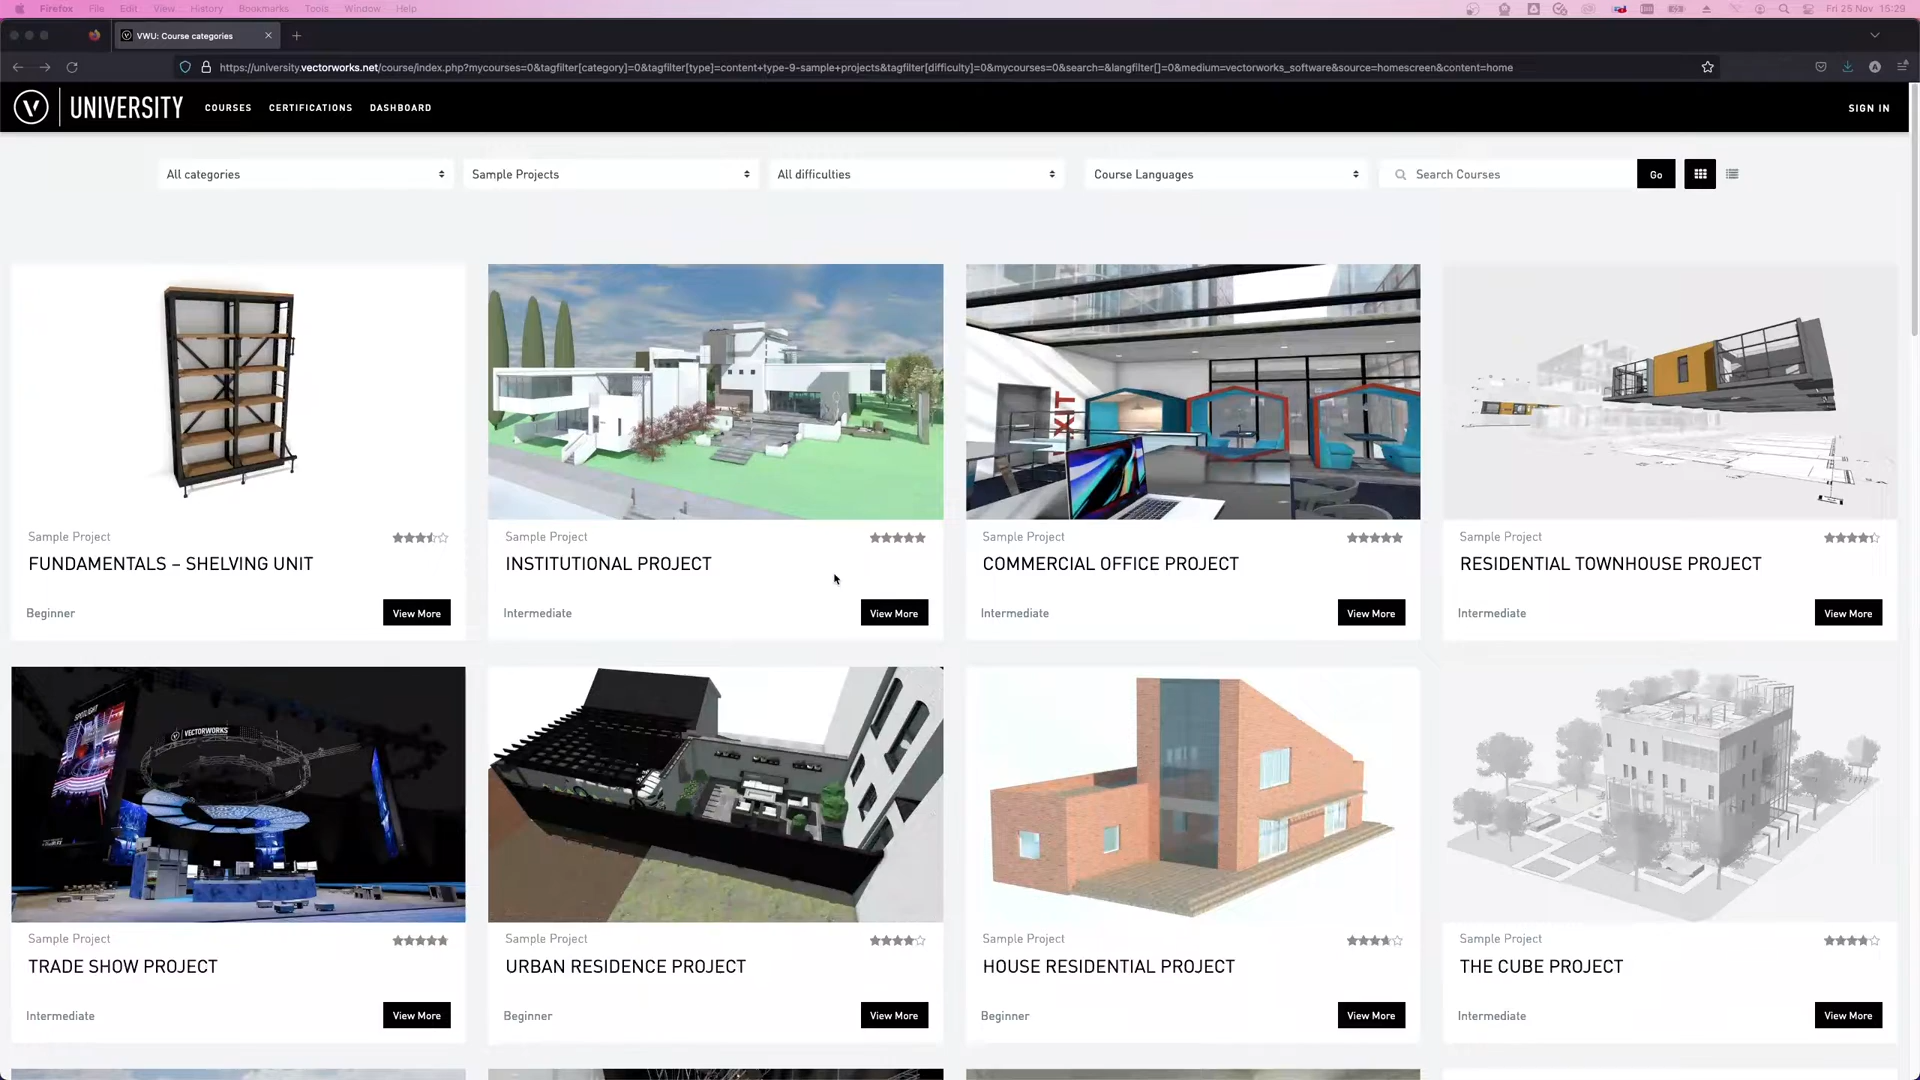 Firefox File Edit View History Bookmarks Tools Window Help Fri 25 Nov 15:29
VWU: Course categories
https://university.vectorworks.net/course/index.php?mycourses=0&tagfilter[category]=0&tagfilter[type]=content+type-9-sample+projects&tagfilter[difficulty]=0&mycourses=0&search=&langfilter[]=0&medium=vectorworks_software&source=homescreen&content=home
UNIVERSITY COURSES CERTIFICATIONS DASHBOARD SIGN IN
All categories Sample Projects All difficulties Course Languages Search Courses Go
EXIT
Sample Project Sample Project Sample Project Sample Project
FUNDAMENTALS – SHELVING UNIT INSTITUTIONAL PROJECT COMMERCIAL OFFICE PROJECT RESIDENTIAL TOWNHOUSE PROJECT
Beginner View More Intermediate View More Intermediate View More Intermediate View More
SPOTLIGHT
VECTORWORKS
Sample Project Sample Project Sample Project Sample Project
TRADE SHOW PROJECT URBAN RESIDENCE PROJECT HOUSE RESIDENTIAL PROJECT THE CUBE PROJECT
Intermediate View More Beginner View More Beginner View More Intermediate View More